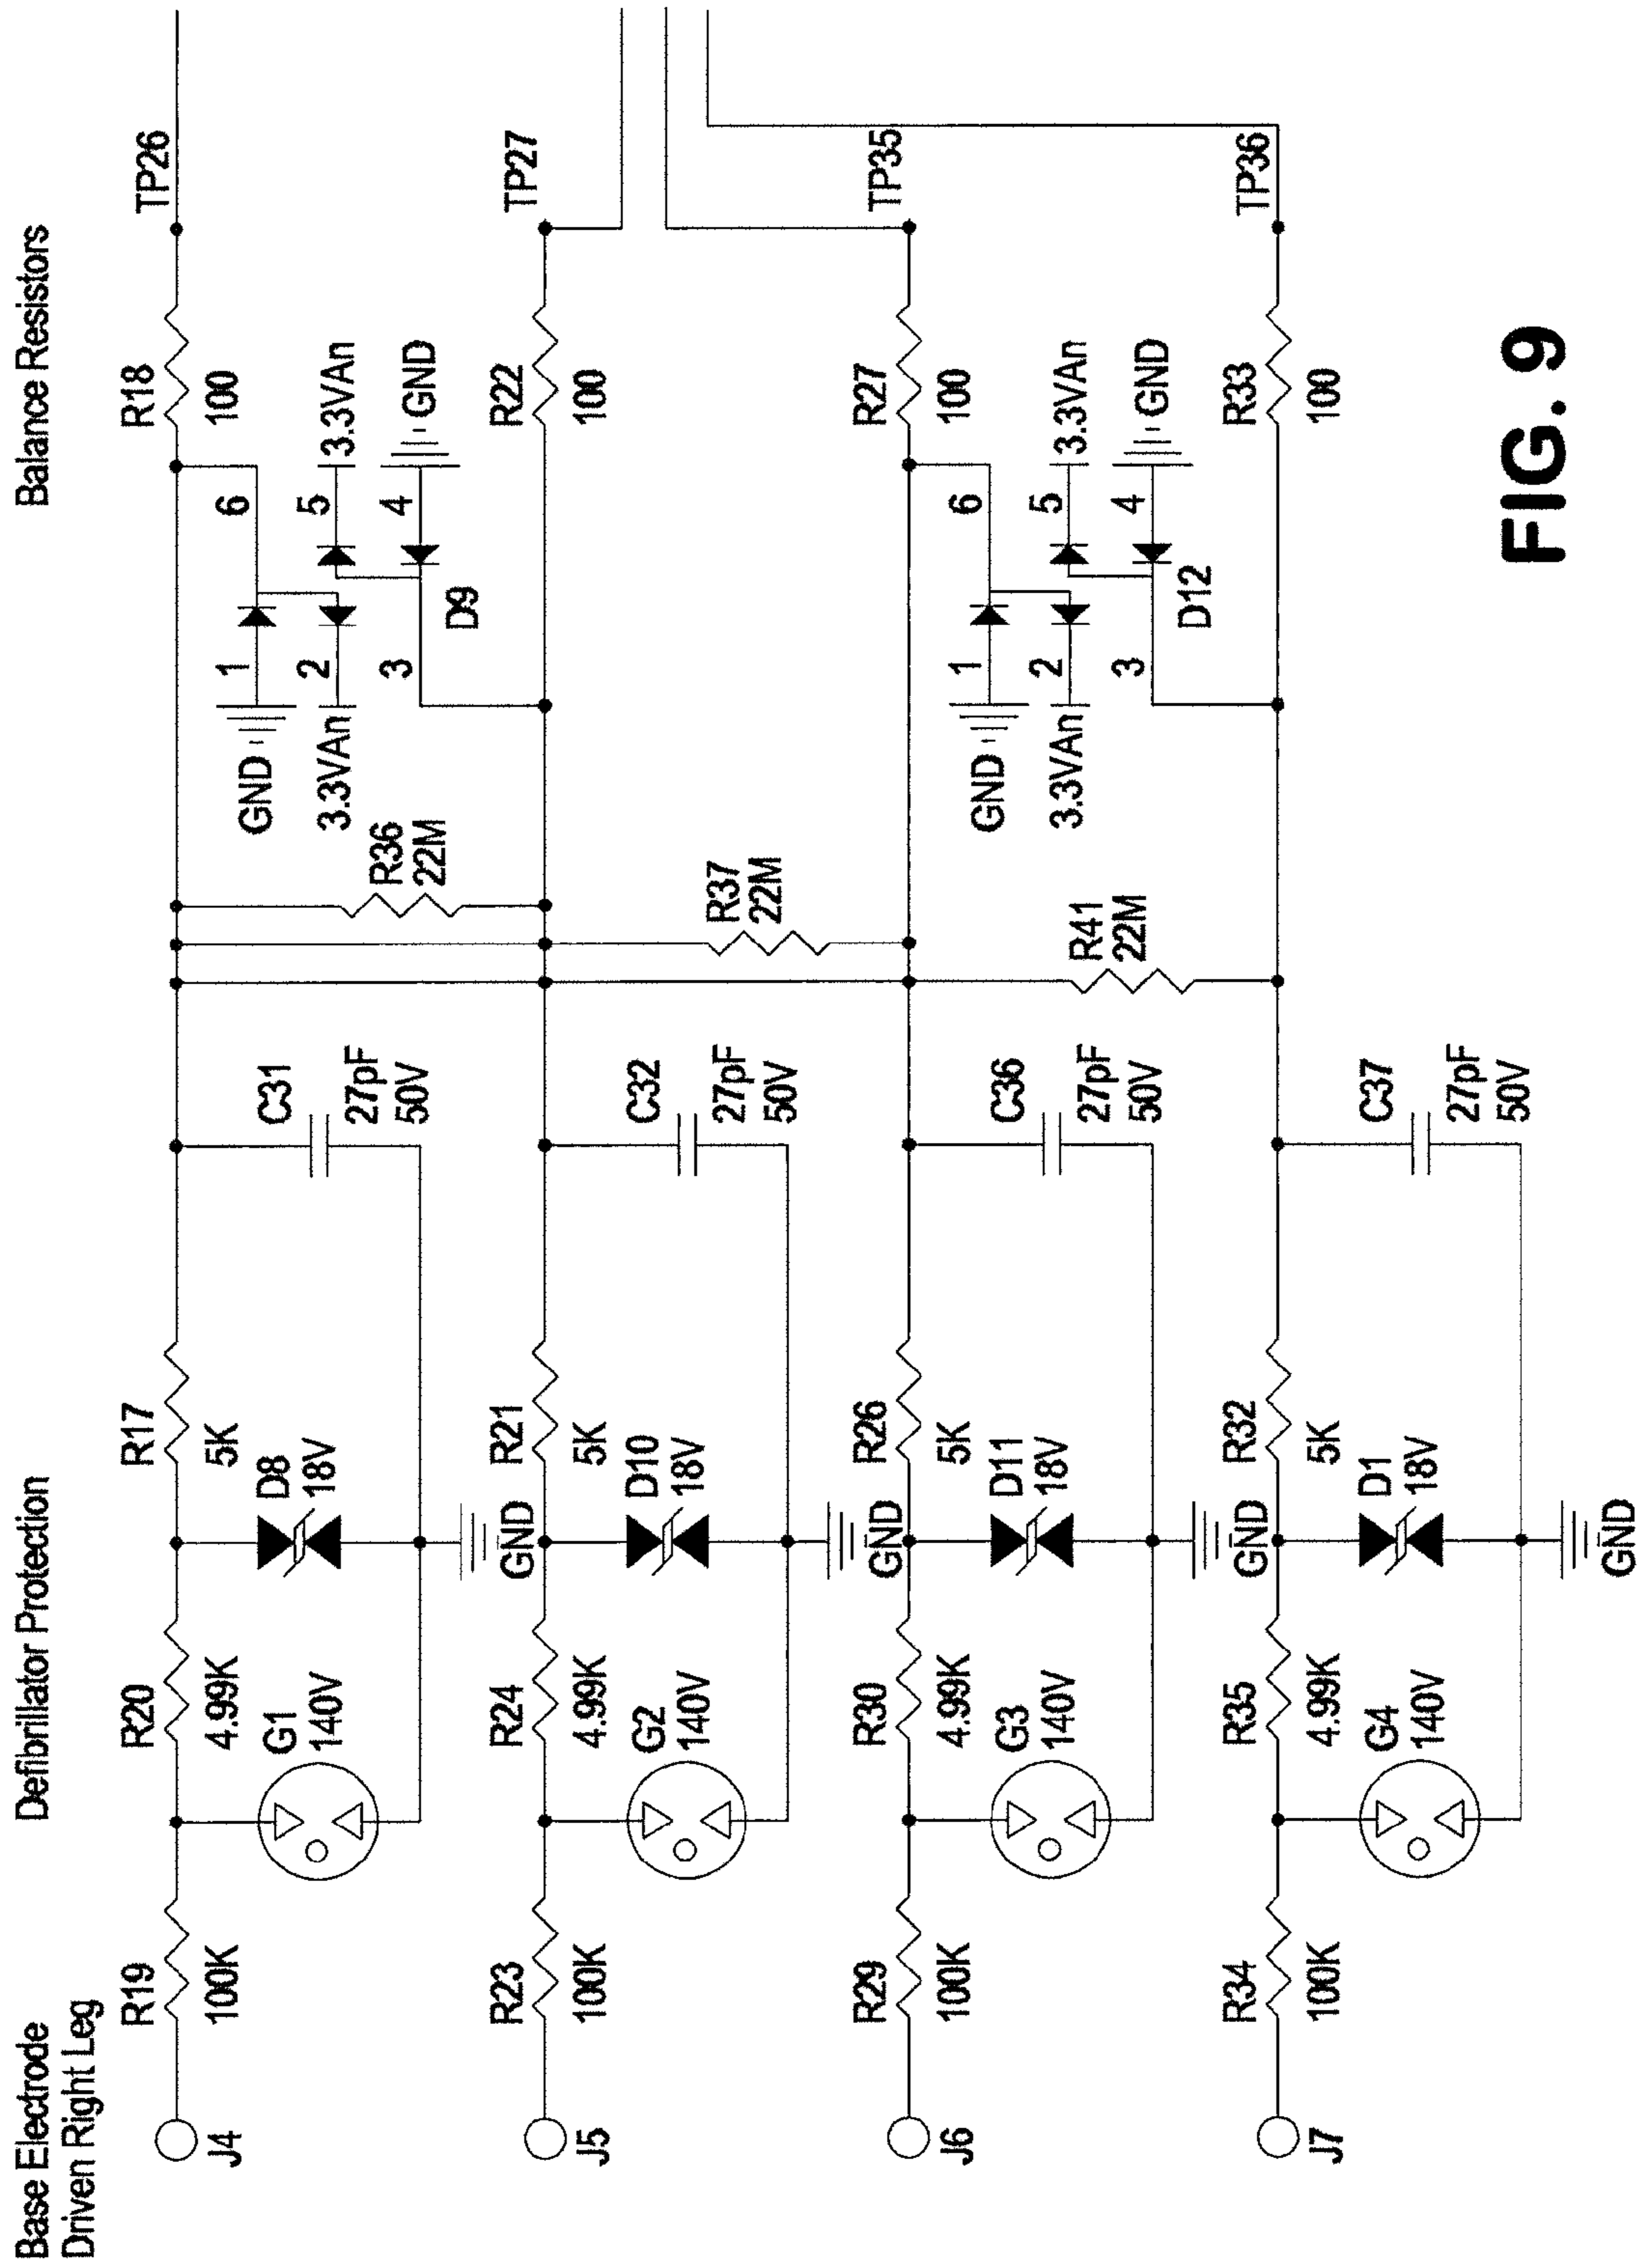 Base Electrode
Driven Right Leg
Defibrillator Protection
Balance Resistors
J4
R19
100K
R20
4.99K
G1
140V
D8
18V
R17
5K
GND
C31
27pF
50V
R36
22M
GND
3.3VAn
1
2
3
6
5
4
D9
3.3VAn
GND
R18
100
TP26
J5
R23
100K
R24
4.99K
G2
140V
D10
18V
R21
5K
GND
C32
27pF
50V
R37
22M
R22
100
TP27
J6
R29
100K
R30
4.99K
G3
140V
D11
18V
R26
5K
GND
C36
27pF
50V
R41
22M
GND
3.3VAn
1
2
3
6
5
4
D12
3.3VAn
GND
R27
100
TP35
J7
R34
100K
R35
4.99K
G4
140V
D1
18V
R32
5K
GND
C37
27pF
50V
R33
100
TP36
FIG. 9